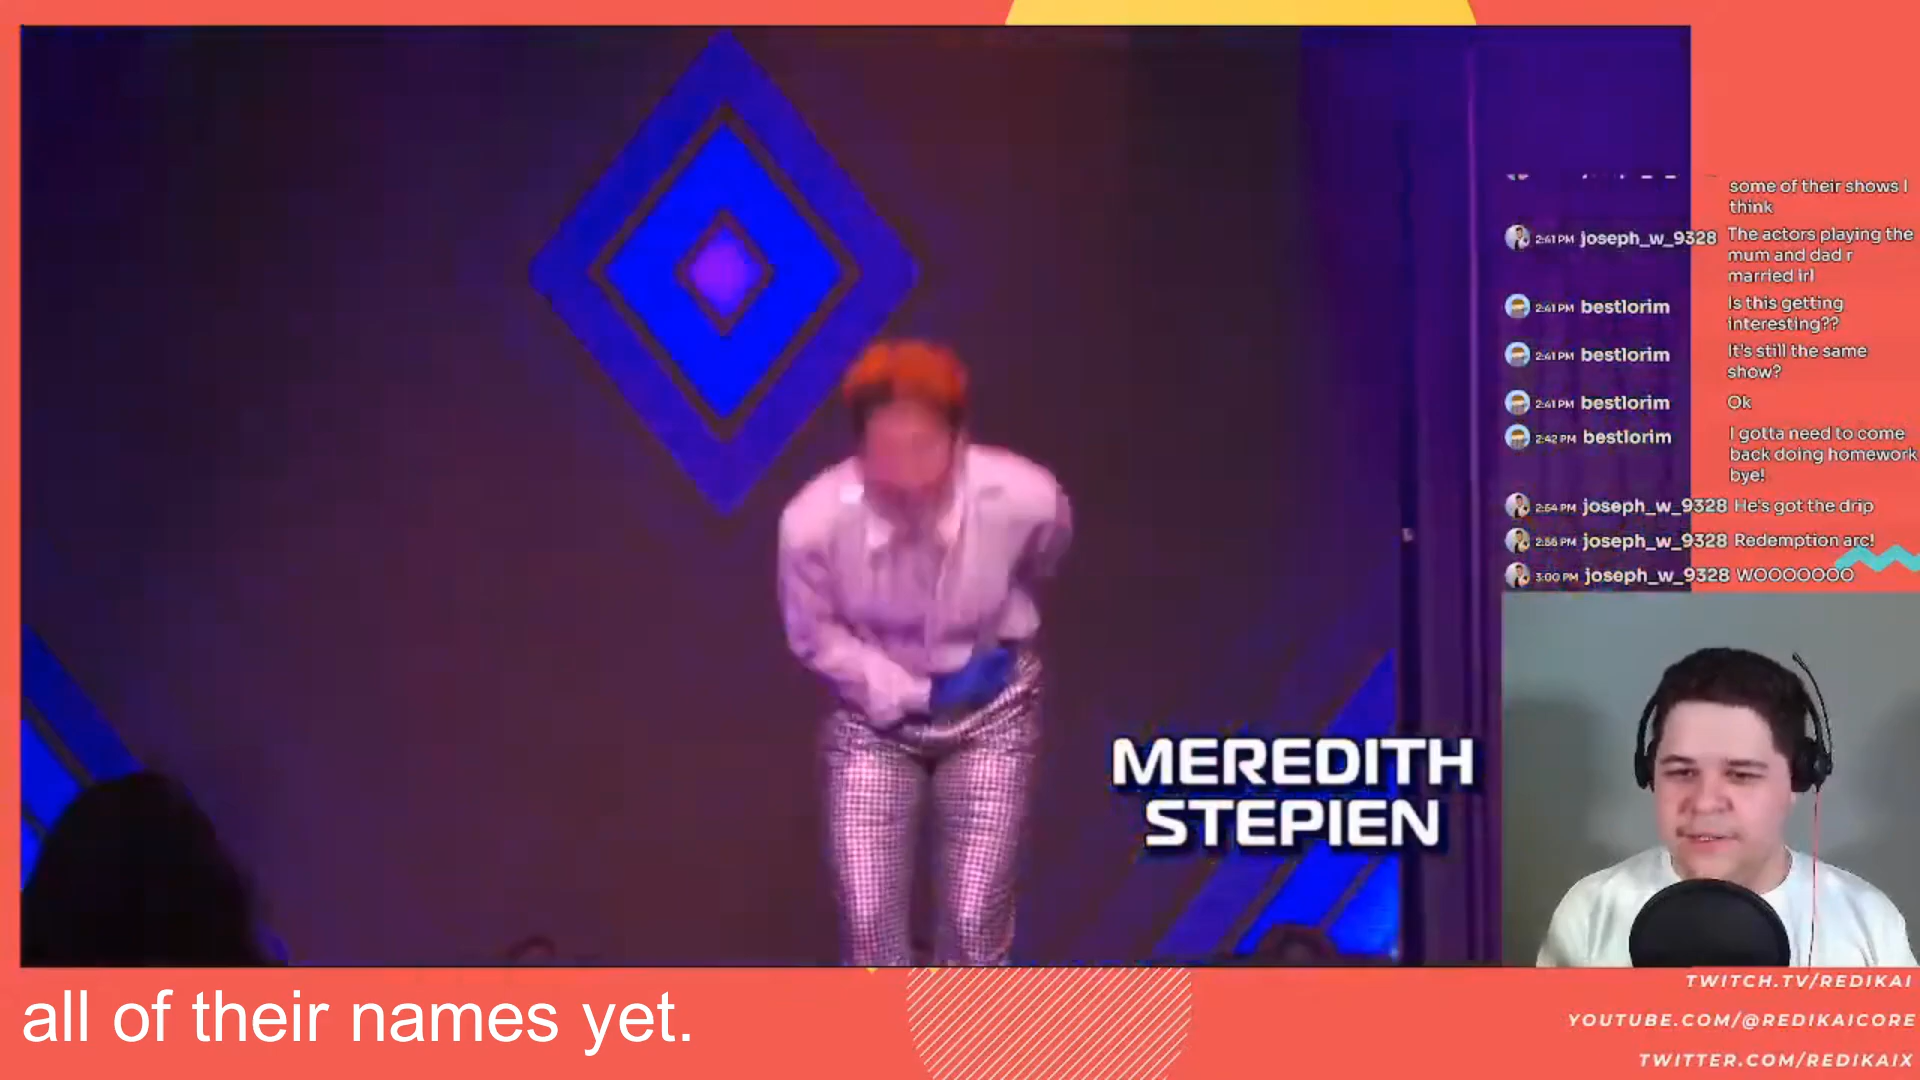 some of their shows I
think
2:41 PM joseph_w_9328 The actors playing the
mum and dad r
married irl
2:41 PM bestlorim Is this getting
interesting??
2:41 PM bestlorim It's still the same
show?
2:41 PM bestlorim Ok
2:42 PM bestlorim I gotta need to come
back doing homework
bye!
2:54 PM joseph_w_9328 He's got the drip
2:56 PM joseph_w_9328 Redemption arc!
3:00 PM joseph_w_9328 WOOOOOOO
MEREDITH
STEPIEN
all of their names yet.
TWITCH.TV/REDIKAI
YOUTUBE.COM/@REDIKAICORE
TWITTER.COM/REDIKAIX